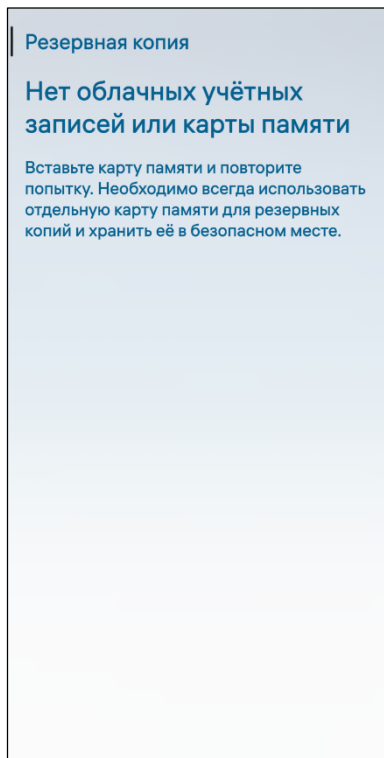 Резервная копия
Нет облачных учётных
записей или карты памяти
Вставьте карту памяти и повторите
попытку. Необходимо всегда использовать
отдельную карту памяти для резервных
копий и хранить её в безопасном месте.